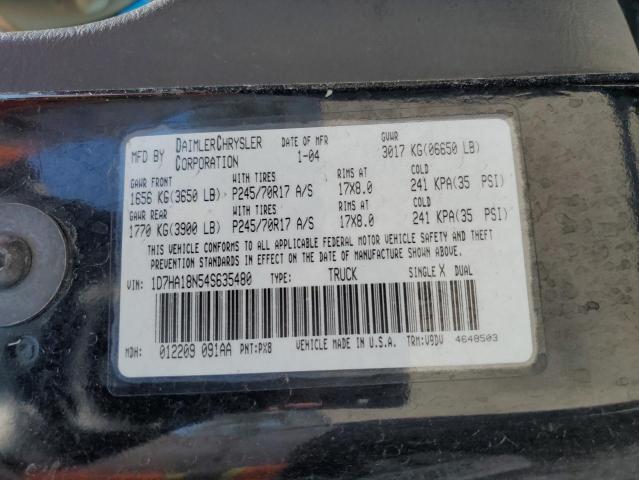 MFD BY DAIMLERCHRYSLER CORPORATION DATE OF MFR 1-04 GVWR 3017 KG(06650 LB)
GAWR FRONT WITH TIRES RIMS AT COLD
1656 KG(3650 LB) P245/70R17 A/S 17X8.0 241 KPA(35 PSI)
GAWR REAR WITH TIRES RIMS AT COLD
1770 KG(3900 LB) P245/70R17 A/S 17X8.0 241 KPA(35 PSI)
THIS VEHICLE CONFORMS TO ALL APPLICABLE FEDERAL MOTOR VEHICLE SAFETY AND THEFT
PREVENTION STANDARDS IN EFFECT ON THE DATE OF MANUFACTURE SHOWN ABOVE.
VIN: 1D7HA18N54S635480 TYPE: TRUCK SINGLE X DUAL
MDH: 012209 091AA PNT:PX8 VEHICLE MADE IN U.S.A. TRM:V9DV 4648503